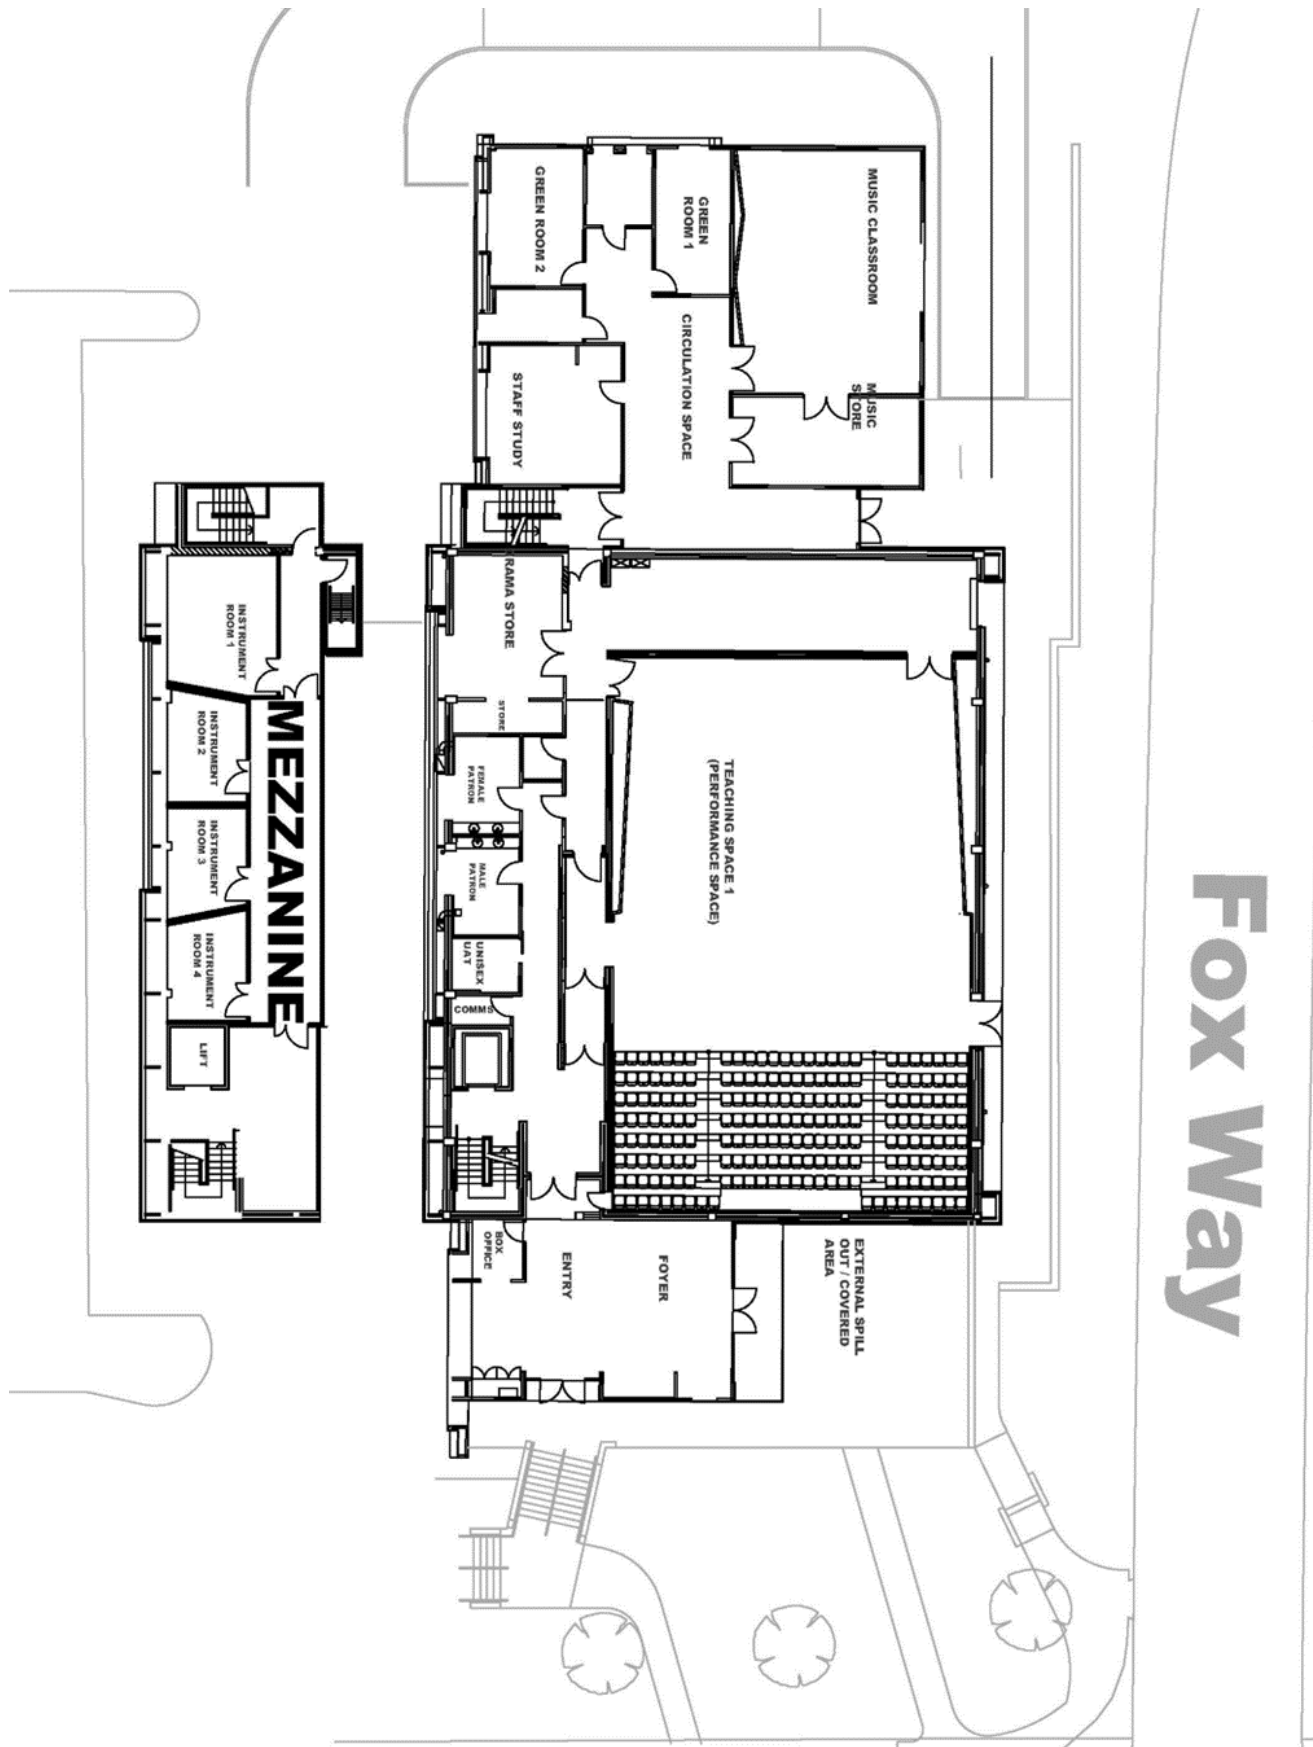 MUSIC CLASSROOM
GREEN
ROOM 1
GREEN ROOM 2
CIRCULATION SPACE
MUSIC
STORE
STAFF STUDY
RAMA STORE
STORE
FEMALE
PATRON
MALE
PATRON
UNISEX
UAT
COMMS
TEACHING SPACE 1
(PERFORMANCE SPACE)
INSTRUMENT
ROOM 1
INSTRUMENT
ROOM 2
INSTRUMENT
ROOM 3
INSTRUMENT
ROOM 4
MEZZANINE
LIFT
BOX
OFFICE
ENTRY
FOYER
EXTERNAL SPILL
OUT / COVERED
AREA
Fox Way